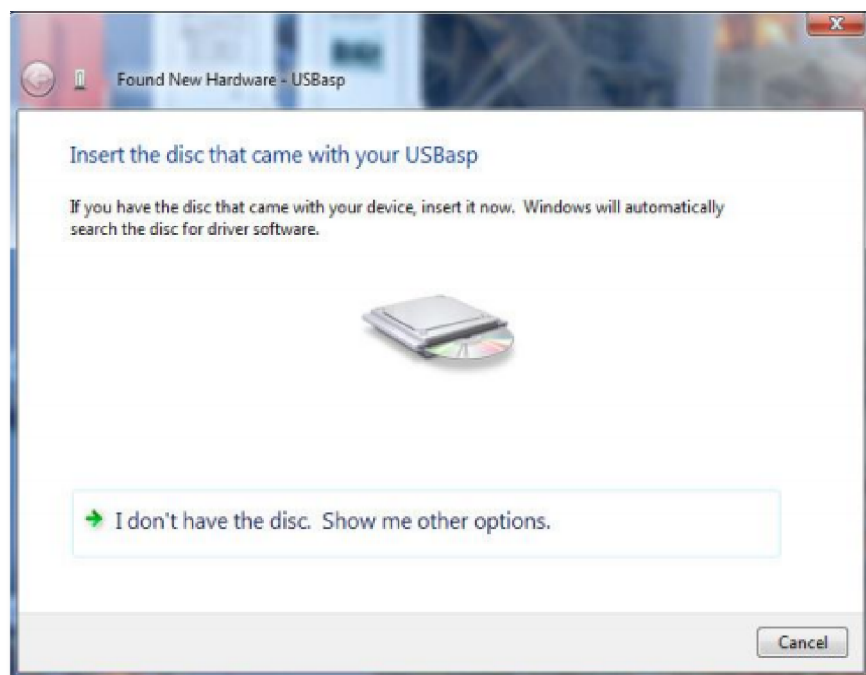 Found New Hardware - USBasp
Insert the disc that came with your USBasp
If you have the disc that came with your device, insert it now. Windows will automatically
search the disc for driver software.
I don't have the disc. Show me other options.
Cancel